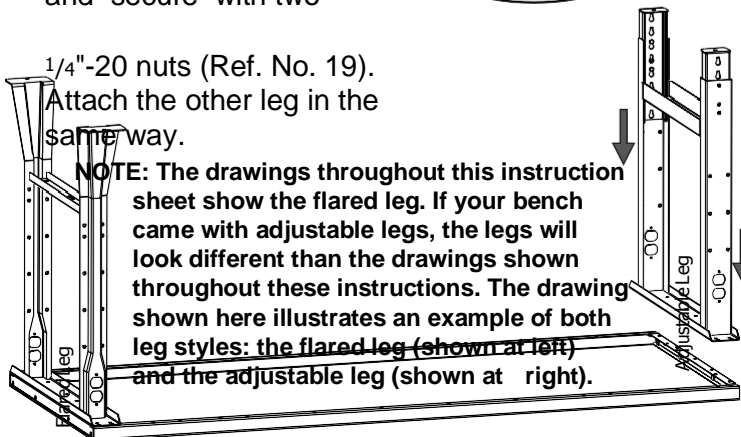 and secure with two
1/4"-20 nuts (Ref. No. 19).
Attach the other leg in the
same way.
NOTE: The drawings throughout this instruction
sheet show the flared leg. If your bench
came with adjustable legs, the legs will
look different than the drawings shown
throughout these instructions. The drawing
shown here illustrates an example of both
leg styles: the flared leg (shown at left)
and the adjustable leg (shown at right).
Flared Leg
Adjustable Leg